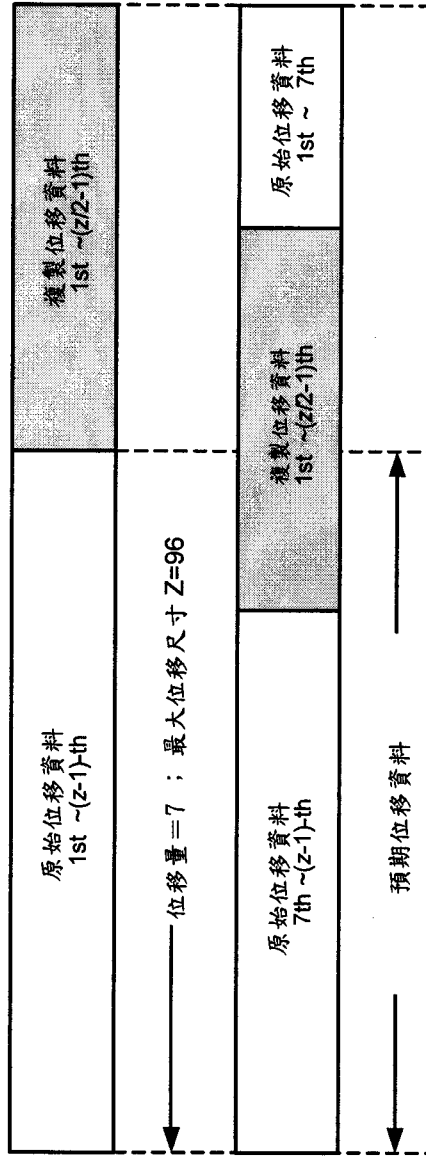 原始位移資料
1st ~(z-1)-th
複製位移資料
1st ~(z/2-1)th
位移量=7 ; 最大位移尺寸 Z=96
原始位移資料
7th ~(z-1)-th
複製位移資料
1st ~(z/2-1)th
原始位移資料
1st ~ 7th
預期位移資料